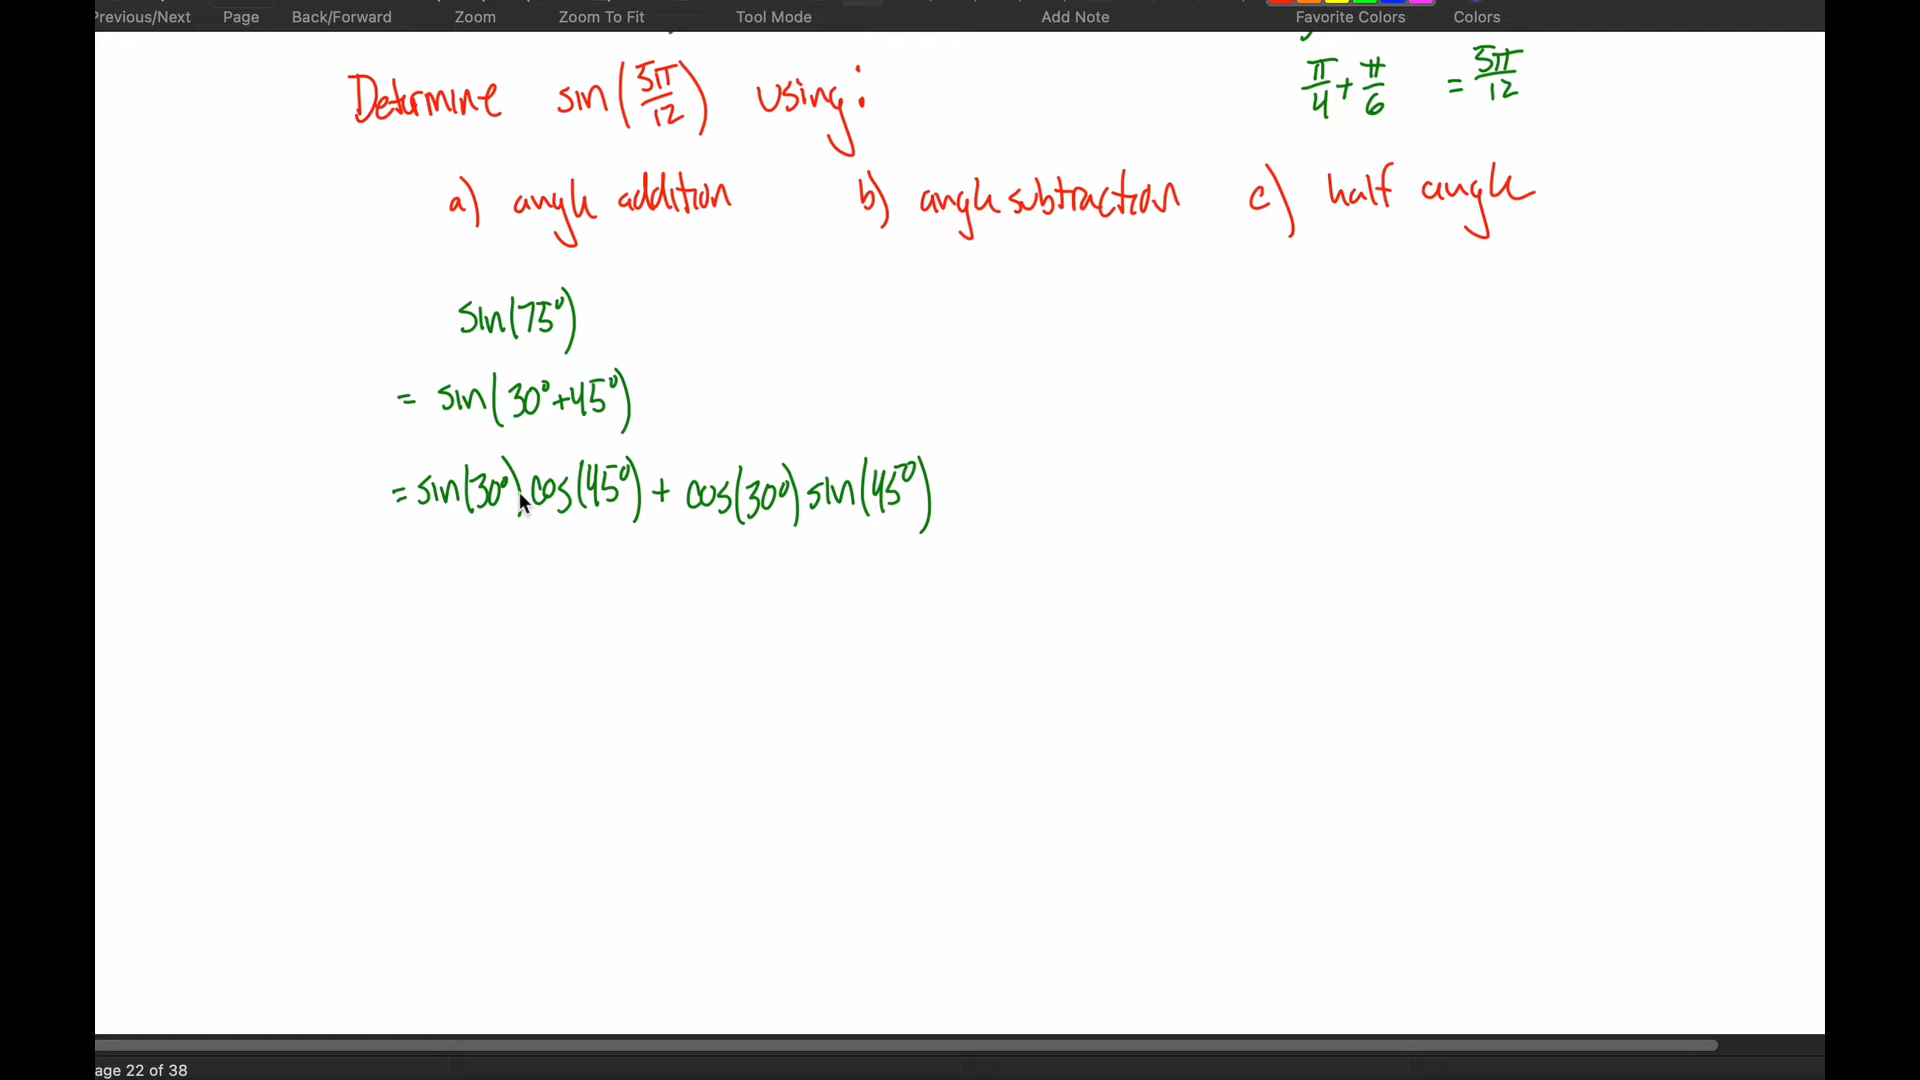 Previous/Next Page Back/Forward Zoom Zoom To Fit Tool Mode Add Note Favorite Colors Colors
Determine sin(5π/12) using:
π/4 + π/6 = 5π/12
a) angle addition b) angle subtraction c) half angle
sin(75°)
= sin(30°+45°)
= sin(30°)cos(45°) + cos(30°)sin(45°)
age 22 of 38